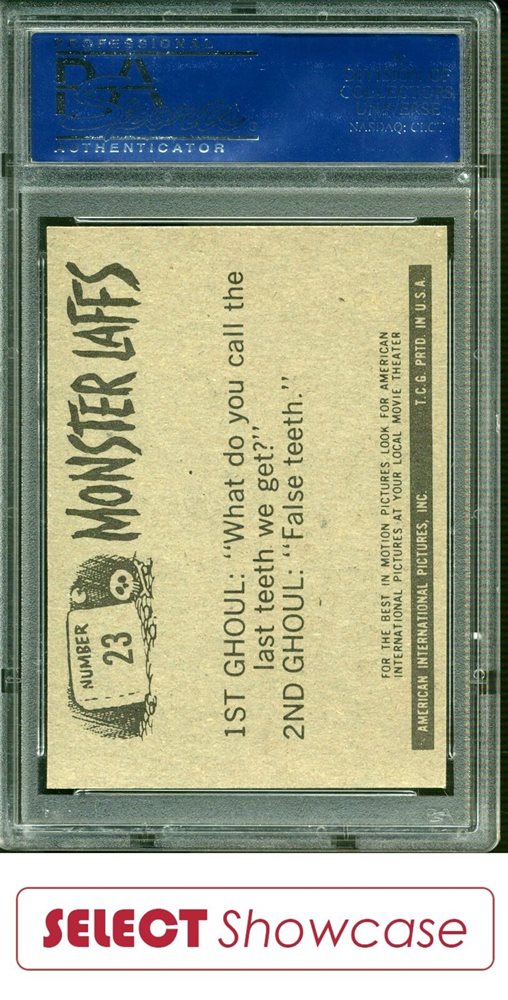 PROFESSIONAL
PSA
AUTHENTICATOR
A
DIVISION OF
COLLECTERS
UNIVERSE
NASDAQ: CLCT
NUMBER
23
MONSTER LAFFS
1ST GHOUL: "What do you call the
last teeth we get?"
2ND GHOUL: "False teeth."
FOR THE BEST IN MOTION PICTURES LOOK FOR AMERICAN
INTERNATIONAL PICTURES AT YOUR LOCAL MOVIE THEATER
AMERICAN INTERNATIONAL PICTURES, INC. T.C.G. PRTD. IN U.S.A.
SELECT Showcase